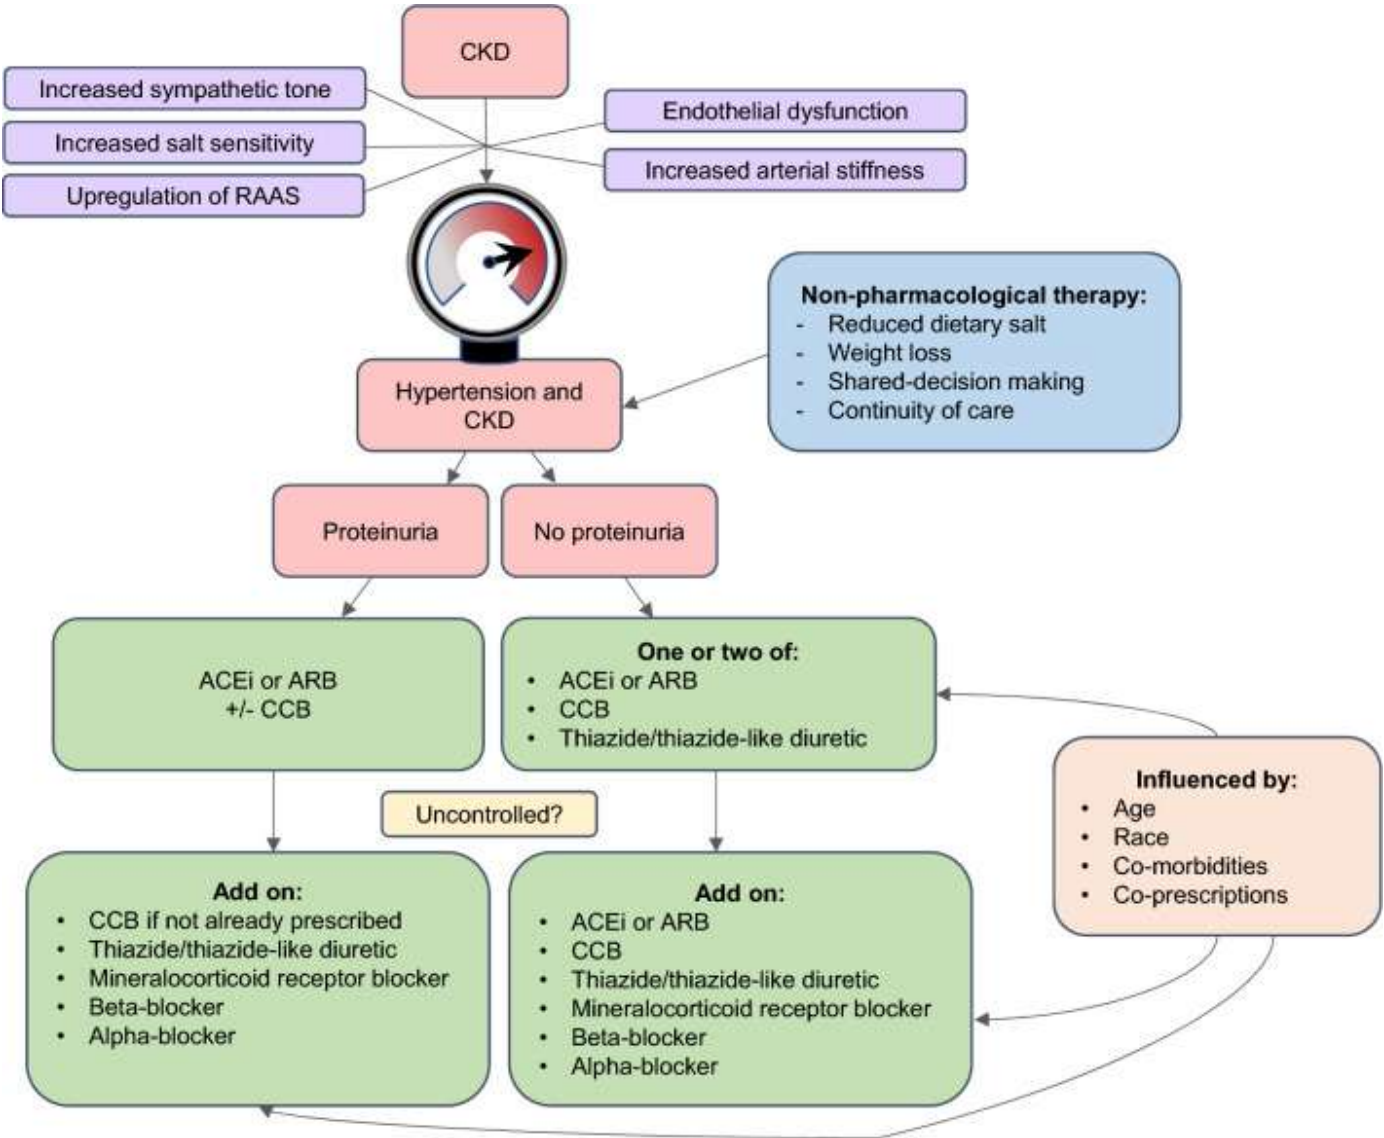 CKD
Increased sympathetic tone
Increased salt sensitivity
Upregulation of RAAS
Endothelial dysfunction
Increased arterial stiffness
Non-pharmacological therapy:
- Reduced dietary salt
- Weight loss
- Shared-decision making
- Continuity of care
Hypertension and
CKD
Proteinuria
No proteinuria
ACEi or ARB
+/- CCB
One or two of:
• ACEi or ARB
• CCB
• Thiazide/thiazide-like diuretic
Influenced by:
• Age
• Race
• Co-morbidities
• Co-prescriptions
Uncontrolled?
Add on:
• CCB if not already prescribed
• Thiazide/thiazide-like diuretic
• Mineralocorticoid receptor blocker
• Beta-blocker
• Alpha-blocker
Add on:
• ACEi or ARB
• CCB
• Thiazide/thiazide-like diuretic
• Mineralocorticoid receptor blocker
• Beta-blocker
• Alpha-blocker